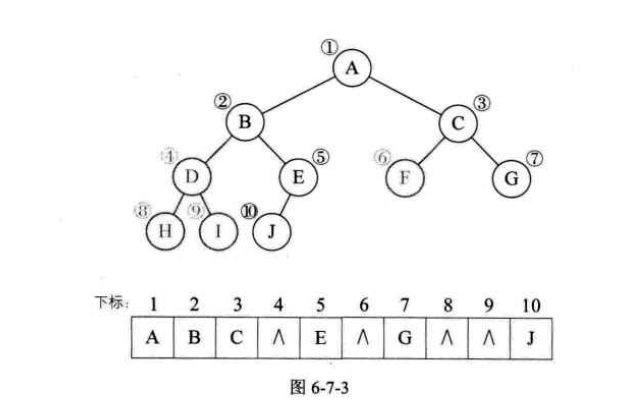 ①
A
② ③
B C
④ ⑤ ⑥ ⑦
D E F G
⑧ ⑨ ⑩
H I J
下标: 1 2 3 4 5 6 7 8 9 10
A B C ∧ E ∧ G ∧ ∧ J
图 6-7-3